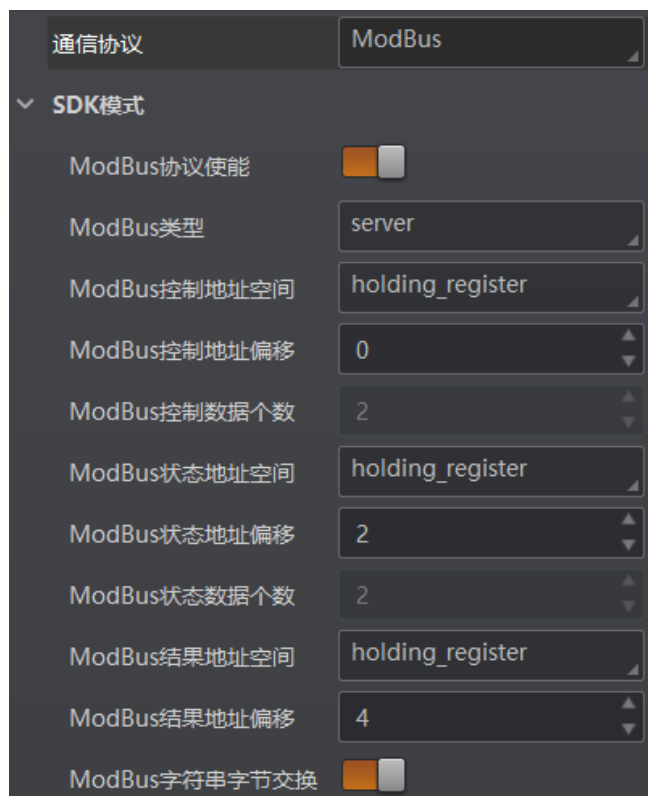 通信协议 ModBus
SDK模式
ModBus协议使能
ModBus类型 server
ModBus控制地址空间 holding_register
ModBus控制地址偏移 0
ModBus控制数据个数 2
ModBus状态地址空间 holding_register
ModBus状态地址偏移 2
ModBus状态数据个数 2
ModBus结果地址空间 holding_register
ModBus结果地址偏移 4
ModBus字符串字节交换